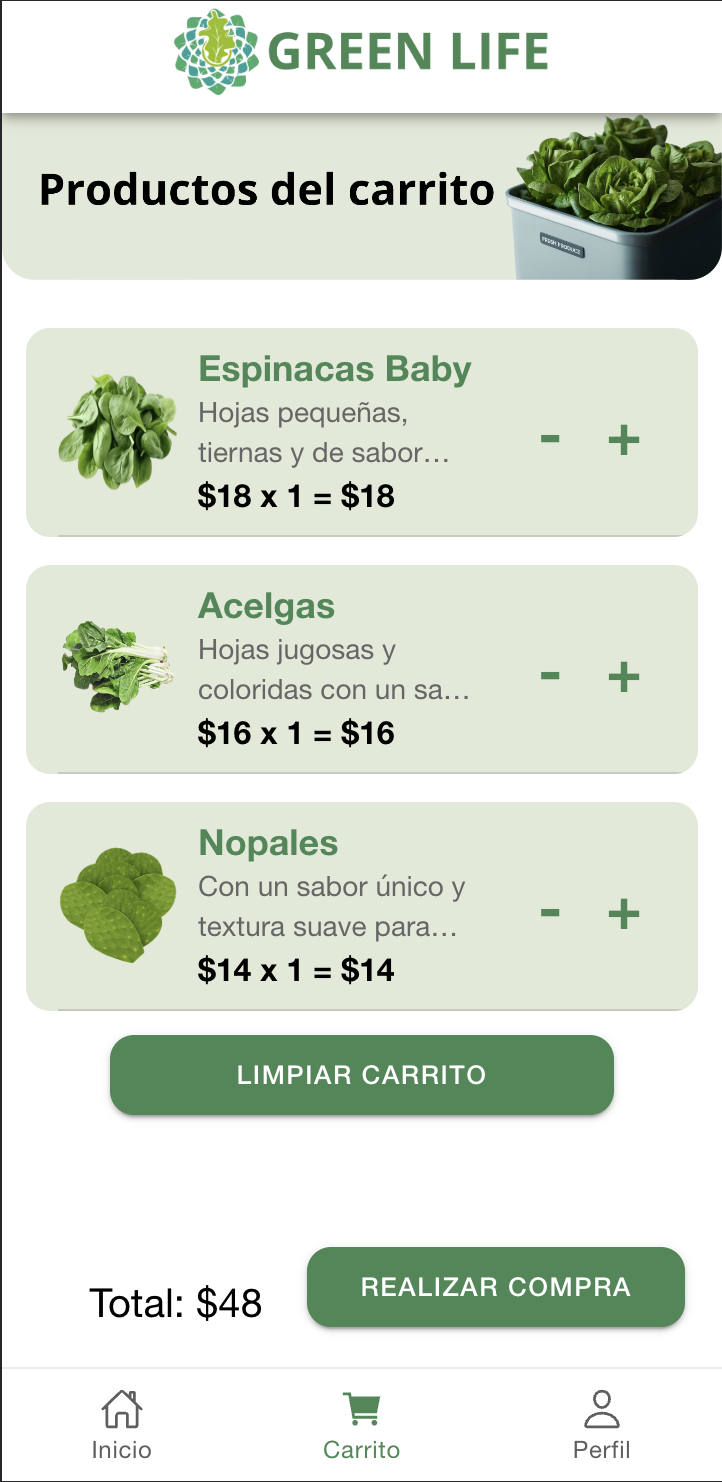 GREEN LIFE
Productos del carrito
FRESH PRODUCE
Espinacas Baby
Hojas pequeñas,
tiernas y de sabor...
$18 x 1 = $18
- +
Acelgas
Hojas jugosas y
coloridas con un sa...
$16 x 1 = $16
- +
Nopales
Con un sabor único y
textura suave para...
$14 x 1 = $14
- +
LIMPIAR CARRITO
Total: $48
REALIZAR COMPRA
Inicio
Carrito
Perfil